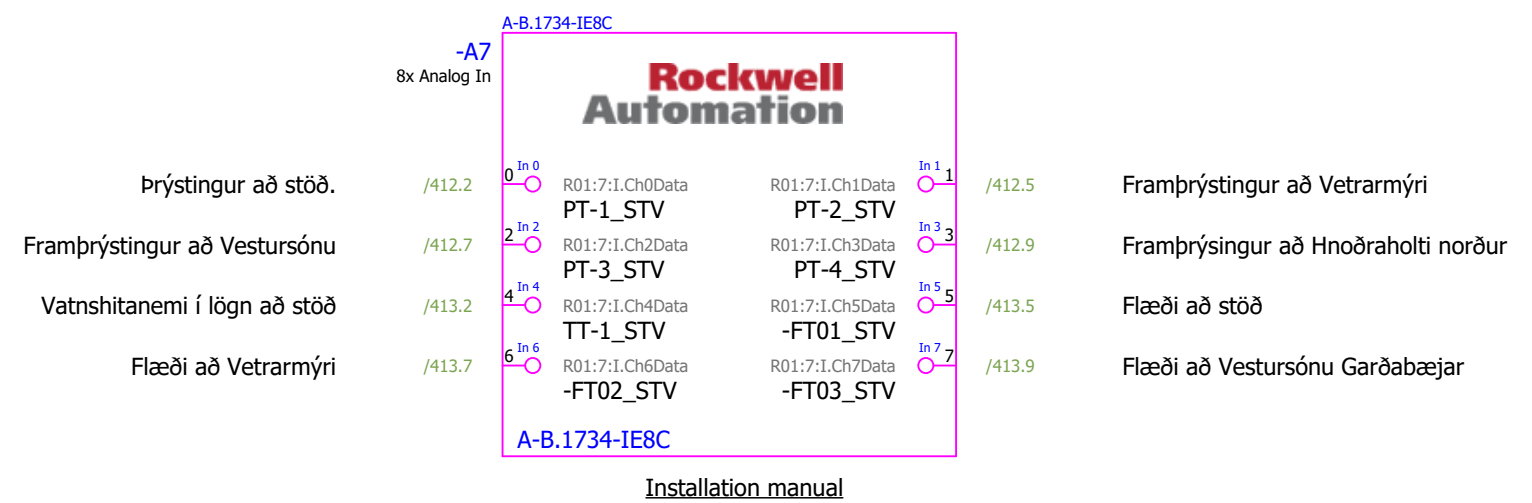 A-B.1734-IE8C
-A7
8x Analog In
Rockwell
Automation
Þrýstingur að stöð. /412.2 0 In 0 R01:7:I.Ch0Data R01:7:I.Ch1Data In 1 1 /412.5 Framþrýstingur að Vetrarmýri
PT-1_STV PT-2_STV
Framþrýstingur að Vestursónu /412.7 2 In 2 R01:7:I.Ch2Data R01:7:I.Ch3Data In 3 3 /412.9 Framþrýsingur að Hnoðraholti norður
PT-3_STV PT-4_STV
Vatnshitanemi í lögn að stöð /413.2 4 In 4 R01:7:I.Ch4Data R01:7:I.Ch5Data In 5 5 /413.5 Flæði að stöð
TT-1_STV -FT01_STV
Flæði að Vetrarmýri /413.7 6 In 6 R01:7:I.Ch6Data R01:7:I.Ch7Data In 7 7 /413.9 Flæði að Vestursónu Garðabæjar
-FT02_STV -FT03_STV
A-B.1734-IE8C
Installation manual